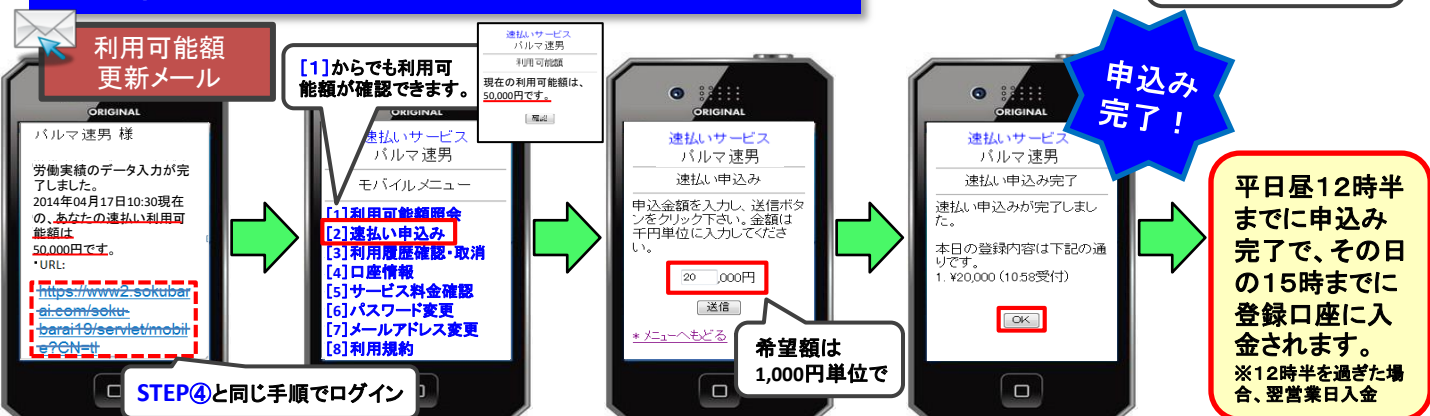 利用可能額
更新メール
ORIGINAL
バルマ速男 様
労働実績のデータ入力が完
了しました。
2014年04月17日10:30現在
の、あなたの速払い利用可
能額は
50,000円です。
・URL:
https://www2.sokubar
ai.com/soku-
barai19/servlet/mobil
e?CN=tl
STEP④と同じ手順でログイン
[1]からでも利用可
能額が確認できます。
速払いサービス
バルマ速男
利用可能額
現在の利用可能額は、
50,000円です。
確認
ORIGINAL
速払いサービス
バルマ速男
モバイルメニュー
[1]利用可能額照会
[2]速払い申込み
[3]利用履歴確認・取消
[4]口座情報
[5]サービス料金確認
[6]パスワード変更
[7]メールアドレス変更
[8]利用規約
ORIGINAL
速払いサービス
バルマ速男
速払い申込み
申込金額を入力し、送信ボタ
ンをクリック下さい。金額は
千円単位に入力してくださ
い。
20 ,000円
送信
*メニューへもどる
希望額は
1,000円単位で
ORIGINAL
速払いサービス
バルマ速男
速払い申込み完了
速払い申込みが完了しまし
た。
本日の登録内容は下記の通
りです。
1. ¥20,000 (10:58受付)
OK
申込み
完了！
平日昼12時半
までに申込み
完了で、その日
の15時までに
登録口座に入
金されます。
※12時半を過ぎた場
合、翌営業日入金